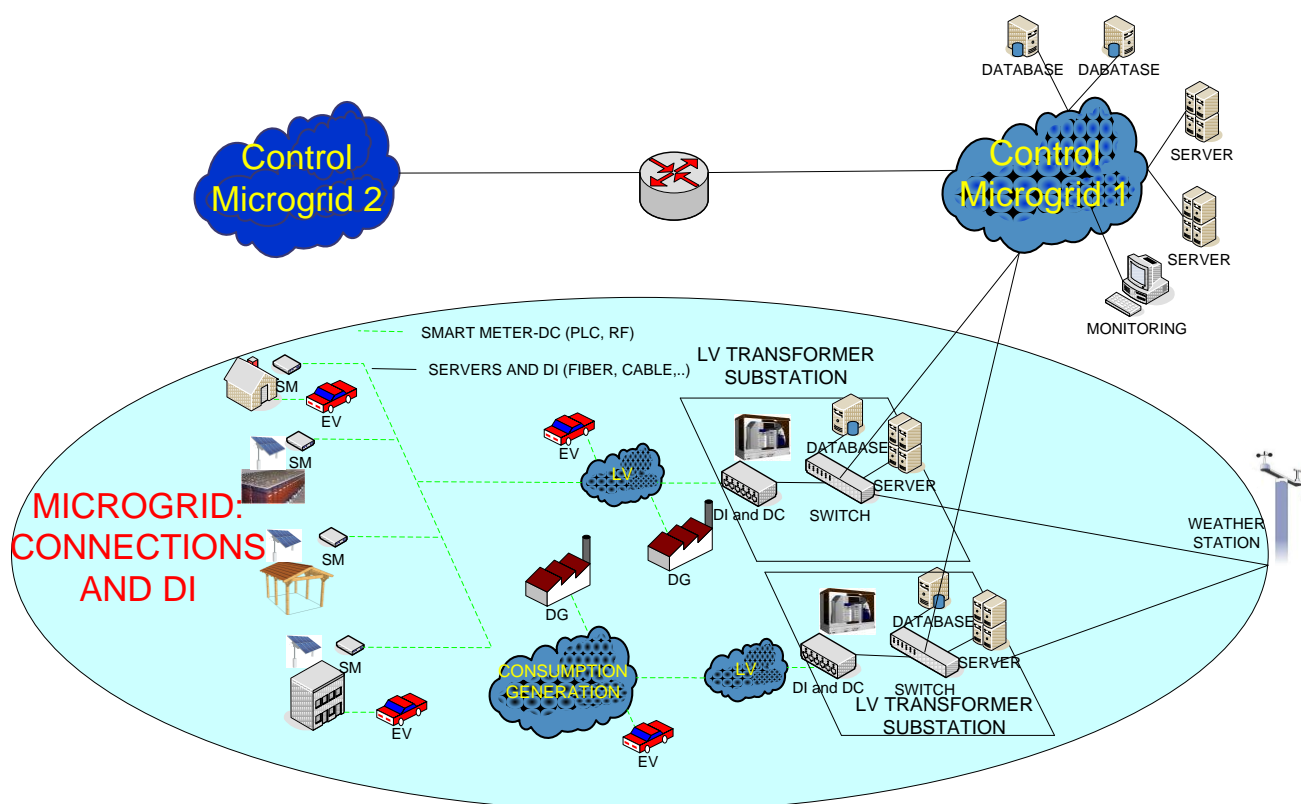 DATABASE
DABATASE
Control
Microgrid 2
Control
Microgrid 1
SERVER
SERVER
MONITORING
SMART METER-DC (PLC, RF)
SERVERS AND DI (FIBER, CABLE,..)
LV TRANSFORMER
SUBSTATION
SM
EV
EV
SM
LV
DATABASE
SERVER
DI and DC
SWITCH
MICROGRID:
CONNECTIONS
AND DI
SM
WEATHER
STATION
DG
DG
DATABASE
SERVER
SM
CONSUMPTION
GENERATION
LV
DI and DC
SWITCH
LV TRANSFORMER
SUBSTATION
EV
EV